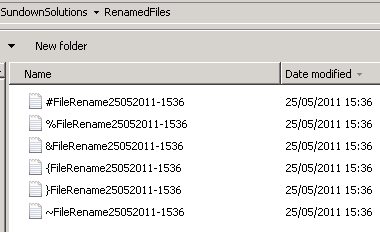 SundownSolutions ▾ RenamedFiles
New folder
Name Date modified
#FileRename25052011-1536 25/05/2011 15:36
%FileRename25052011-1536 25/05/2011 15:36
&FileRename25052011-1536 25/05/2011 15:36
{FileRename25052011-1536 25/05/2011 15:36
}FileRename25052011-1536 25/05/2011 15:36
~FileRename25052011-1536 25/05/2011 15:36